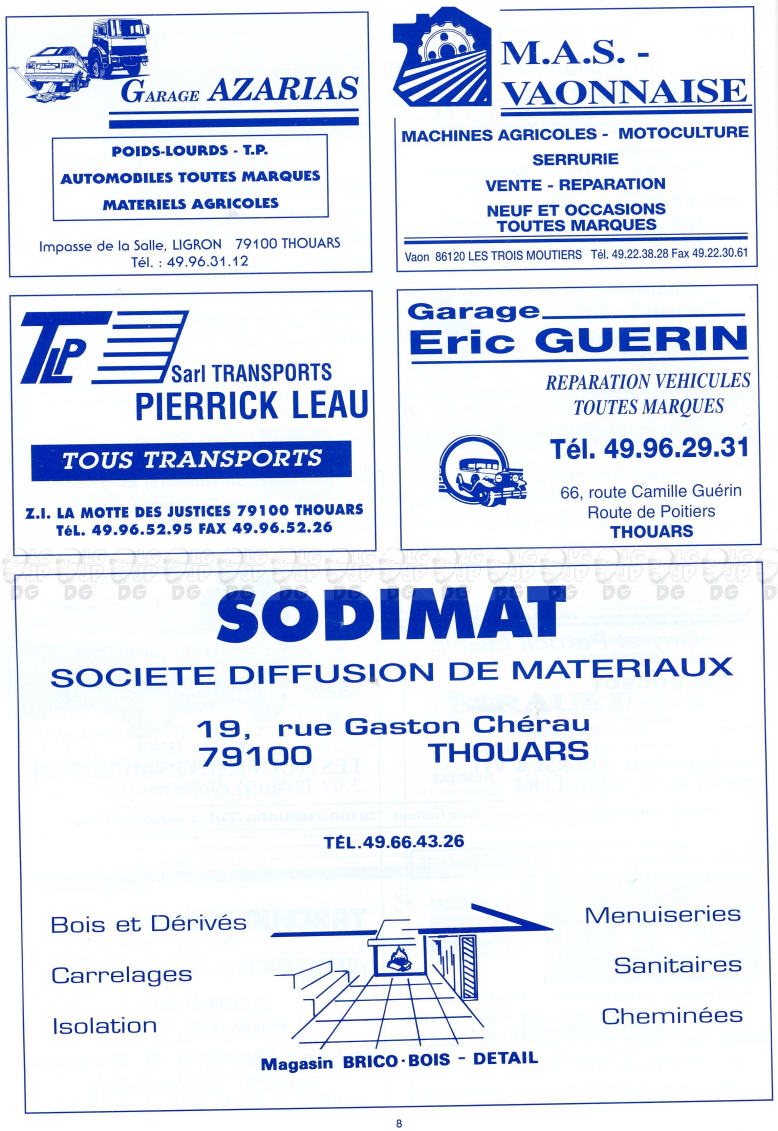 GARAGE AZARIAS
POIDS-LOURDS - T.P.
AUTOMOBILES TOUTES MARQUES
MATERIELS AGRICOLES
Impasse de la Salle, LIGRON 79100 THOUARS
Tél. : 49.96.31.12
M.A.S. -
VAONNAISE
MACHINES AGRICOLES - MOTOCULTURE
SERRURIE
VENTE - REPARATION
NEUF ET OCCASIONS
TOUTES MARQUES
Vaon 86120 LES TROIS MOUTIERS Tél. 49.22.38.28 Fax 49.22.30.61
TLP
Sarl TRANSPORTS
PIERRICK LEAU
TOUS TRANSPORTS
Z.I. LA MOTTE DES JUSTICES 79100 THOUARS
TéL. 49.96.52.95 FAX 49.96.52.26
Garage
Eric GUERIN
REPARATION VEHICULES
TOUTES MARQUES
Tél. 49.96.29.31
66, route Camille Guérin
Route de Poitiers
THOUARS
SODIMAT
SOCIETE DIFFUSION DE MATERIAUX
19, rue Gaston Chérau
79100 THOUARS
TÉL.49.66.43.26
Bois et Dérivés
Carrelages
Isolation
Menuiseries
Sanitaires
Cheminées
Magasin BRICO-BOIS - DETAIL
8